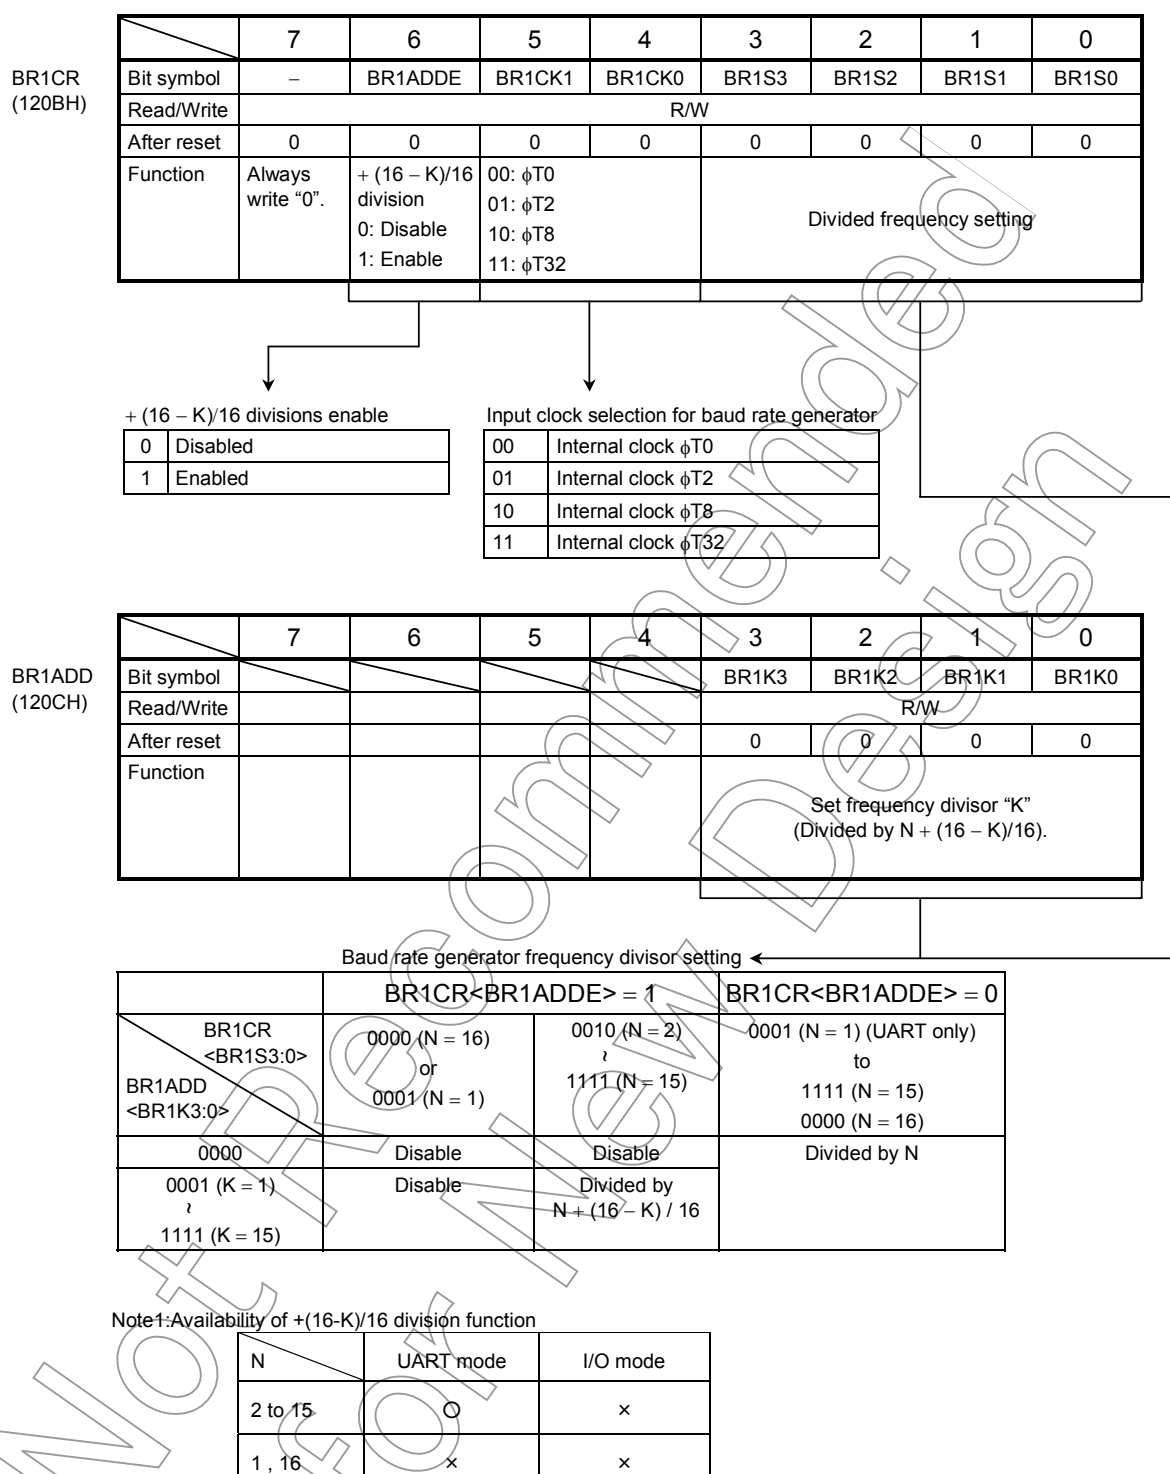 7 6 5 4 3 2 1 0
BR1CR
(120BH)
Bit symbol – BR1ADDE BR1CK1 BR1CK0 BR1S3 BR1S2 BR1S1 BR1S0
Read/Write R/W
After reset 0 0 0 0 0 0 0 0
Function Always write “0”. + (16 – K)/16 division 0: Disable 1: Enable 00: ϕT0 01: ϕT2 10: ϕT8 11: ϕT32 Divided frequency setting
+ (16 – K)/16 divisions enable
0 Disabled
1 Enabled
Input clock selection for baud rate generator
00 Internal clock ϕT0
01 Internal clock ϕT2
10 Internal clock ϕT8
11 Internal clock ϕT32
7 6 5 4 3 2 1 0
BR1ADD
(120CH)
Bit symbol BR1K3 BR1K2 BR1K1 BR1K0
Read/Write R/W
After reset 0 0 0 0
Function Set frequency divisor “K”
(Divided by N + (16 – K)/16).
Baud rate generator frequency divisor setting
BR1CR<BR1ADDE> = 1 BR1CR<BR1ADDE> = 0
BR1CR
<BR1S3:0>
BR1ADD
<BR1K3:0>
0000 (N = 16)
or
0001 (N = 1)
0010 (N = 2)
~
1111 (N = 15)
0001 (N = 1) (UART only)
to
1111 (N = 15)
0000 (N = 16)
0000 Disable Disable Divided by N
0001 (K = 1)
~
1111 (K = 15)
Disable
Divided by
N + (16 – K) / 16
Note1:Availability of +(16-K)/16 division function
N UART mode I/O mode
2 to 15 ○ ×
1 , 16 × ×
Not Recommended
for New Design